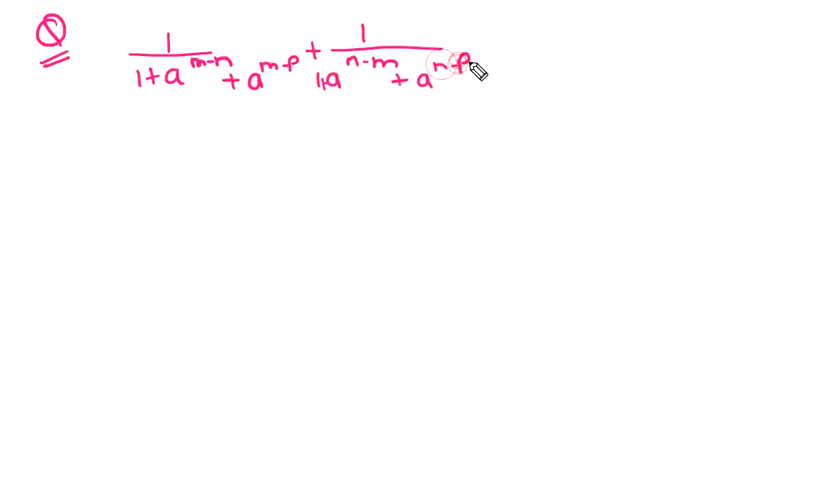 Q 1/(1+a^(m-n) + a^(m-p)) + 1/(1+a^(n-m) + a^(n-p))